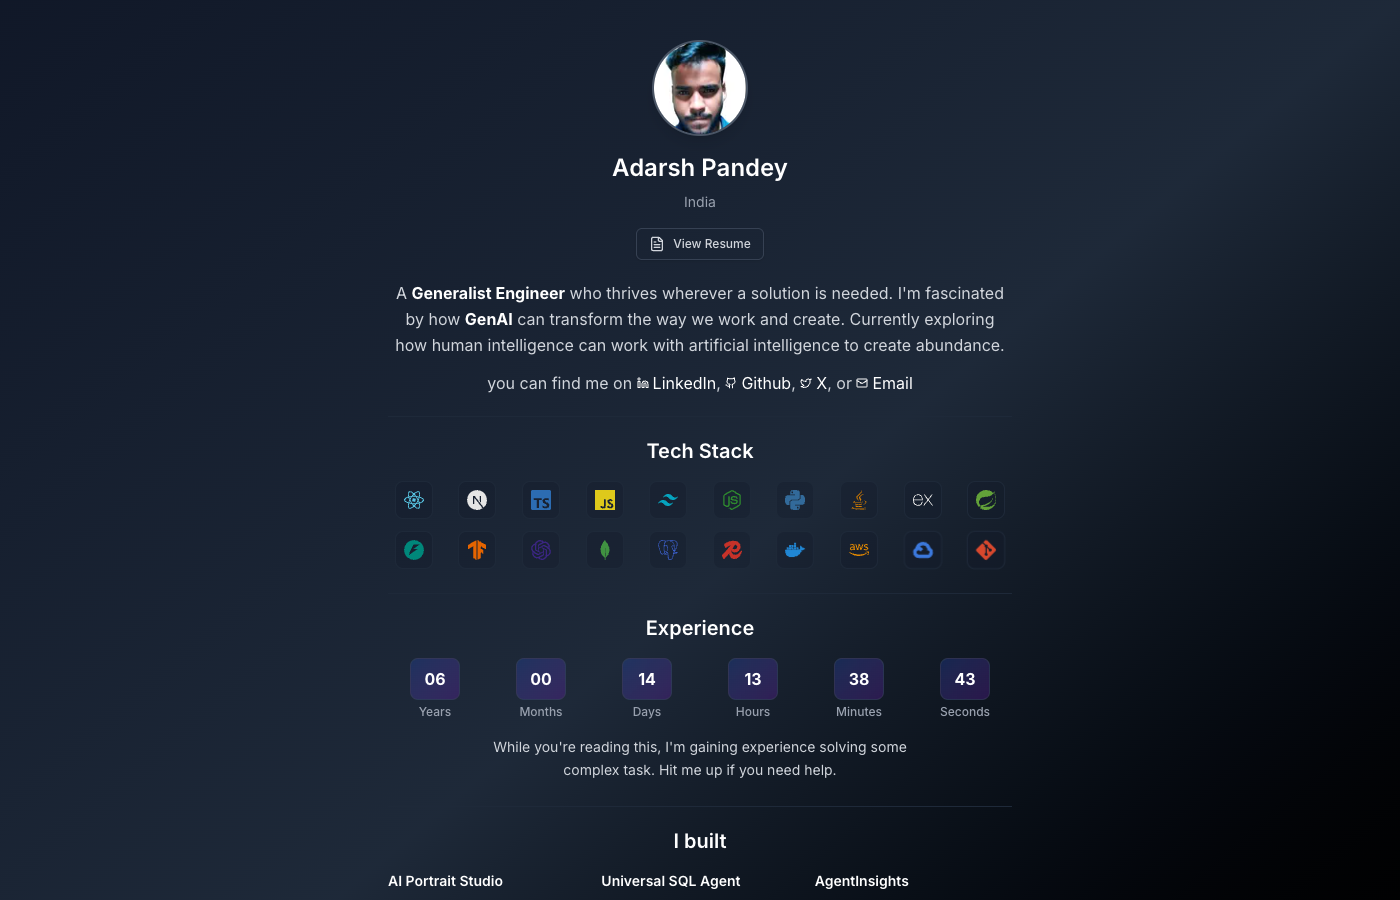 Adarsh Pandey
India
View Resume
A Generalist Engineer who thrives wherever a solution is needed. I'm fascinated
by how GenAI can transform the way we work and create. Currently exploring
how human intelligence can work with artificial intelligence to create abundance.
you can find me on LinkedIn, Github, X, or Email
Tech Stack
N TS JS JS ex
aws
Experience
06 00 14 13 38 43
Years Months Days Hours Minutes Seconds
While you're reading this, I'm gaining experience solving some
complex task. Hit me up if you need help.
I built
AI Portrait Studio Universal SQL Agent AgentInsights